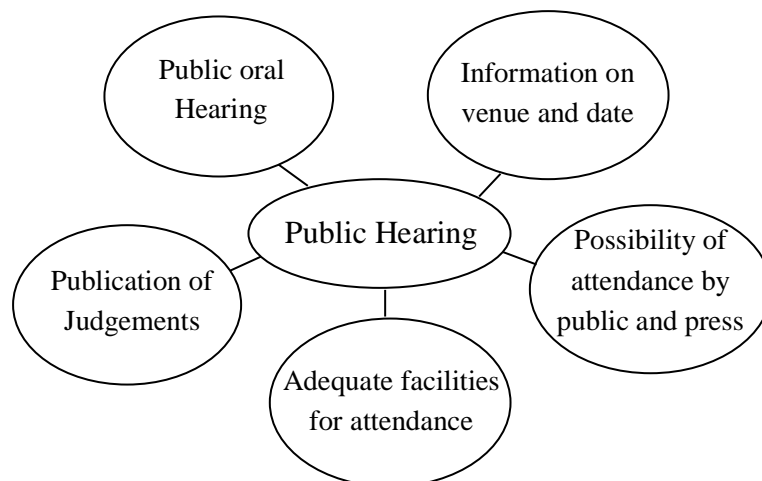 Public oral
Hearing
Information on
venue and date
Public Hearing
Publication of
Judgements
Possibility of
attendance by
public and press
Adequate facilities
for attendance